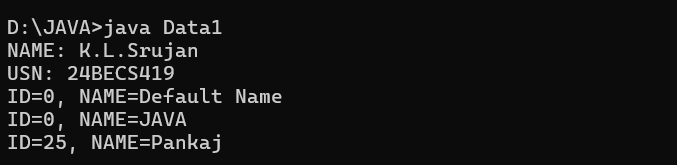 D:\JAVA>java Data1
NAME: K.L.Srujan
USN: 24BECS419
ID=0, NAME=Default Name
ID=0, NAME=JAVA
ID=25, NAME=Pankaj